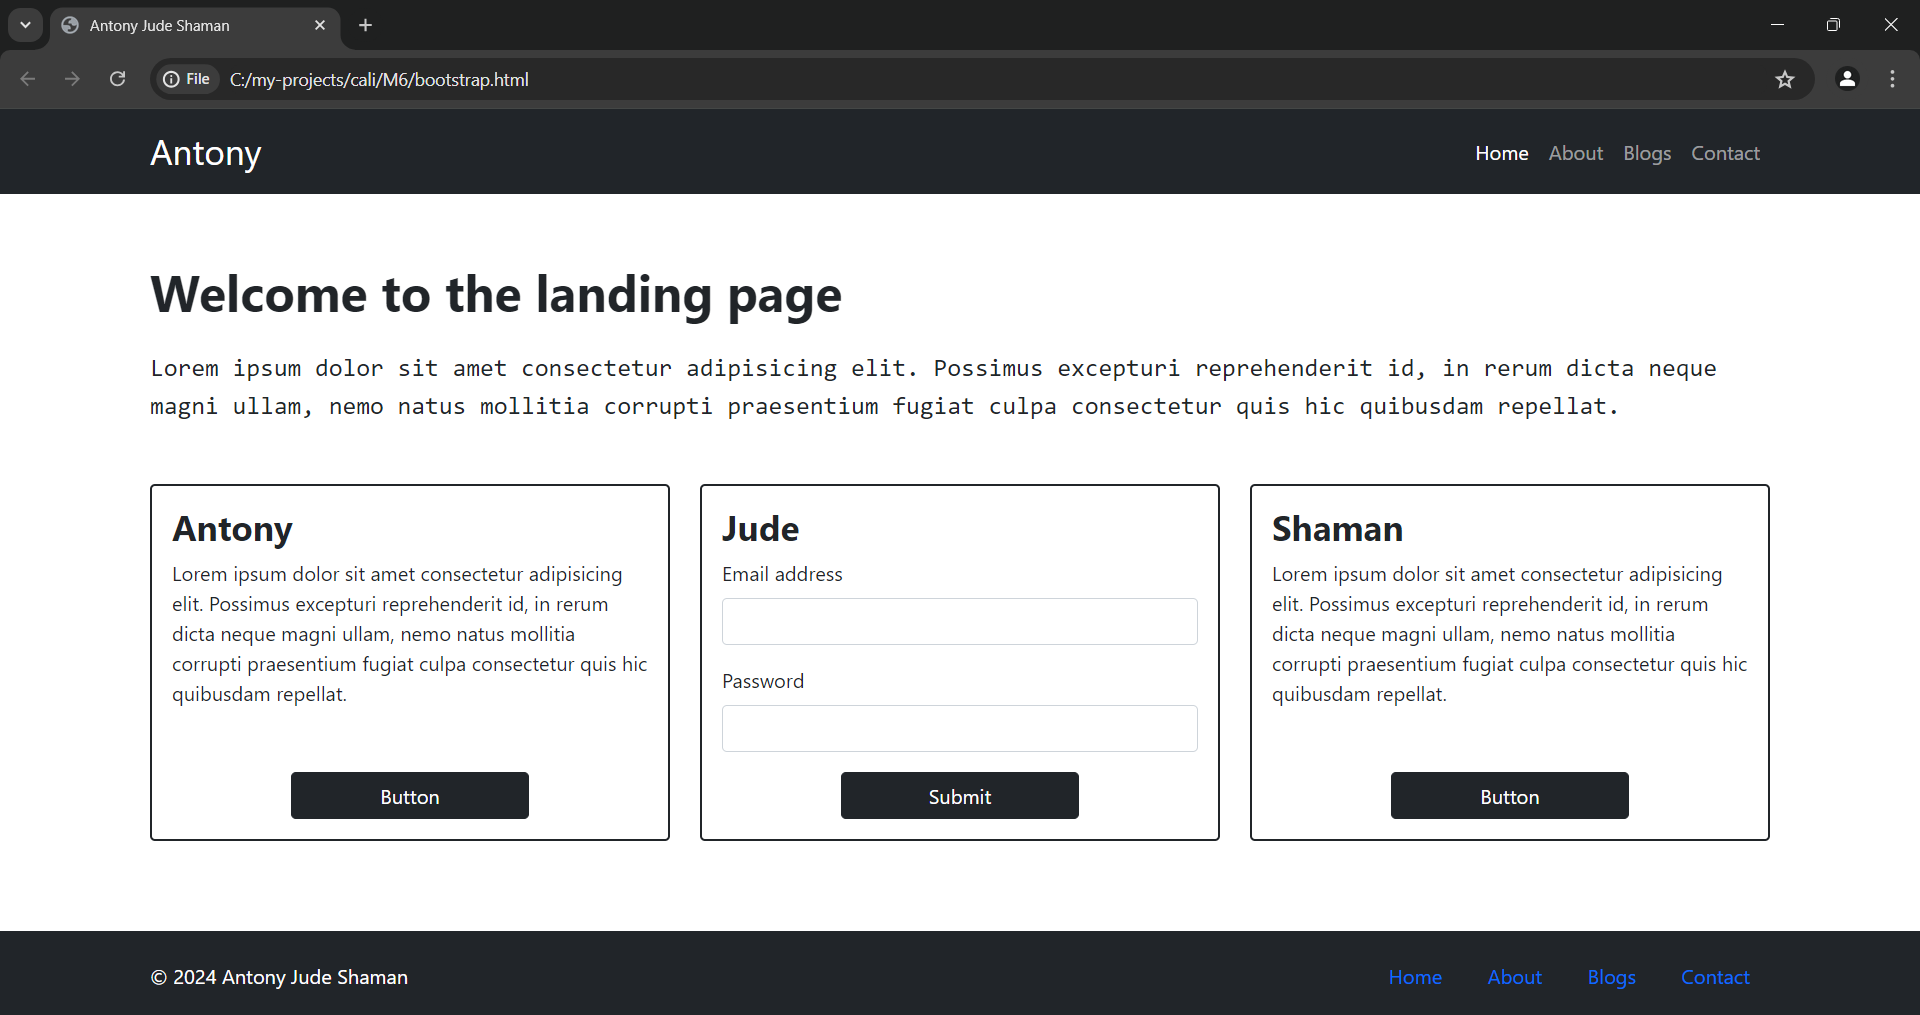 Antony Jude Shaman
File C:/my-projects/cali/M6/bootstrap.html
Antony Home About Blogs Contact
Welcome to the landing page
Lorem ipsum dolor sit amet consectetur adipisicing elit. Possimus excepturi reprehenderit id, in rerum dicta neque
magni ullam, nemo natus mollitia corrupti praesentium fugiat culpa consectetur quis hic quibusdam repellat.
Antony
Lorem ipsum dolor sit amet consectetur adipisicing
elit. Possimus excepturi reprehenderit id, in rerum
dicta neque magni ullam, nemo natus mollitia
corrupti praesentium fugiat culpa consectetur quis hic
quibusdam repellat.
Button
Jude
Email address
Password
Submit
Shaman
Lorem ipsum dolor sit amet consectetur adipisicing
elit. Possimus excepturi reprehenderit id, in rerum
dicta neque magni ullam, nemo natus mollitia
corrupti praesentium fugiat culpa consectetur quis hic
quibusdam repellat.
Button
© 2024 Antony Jude Shaman Home About Blogs Contact